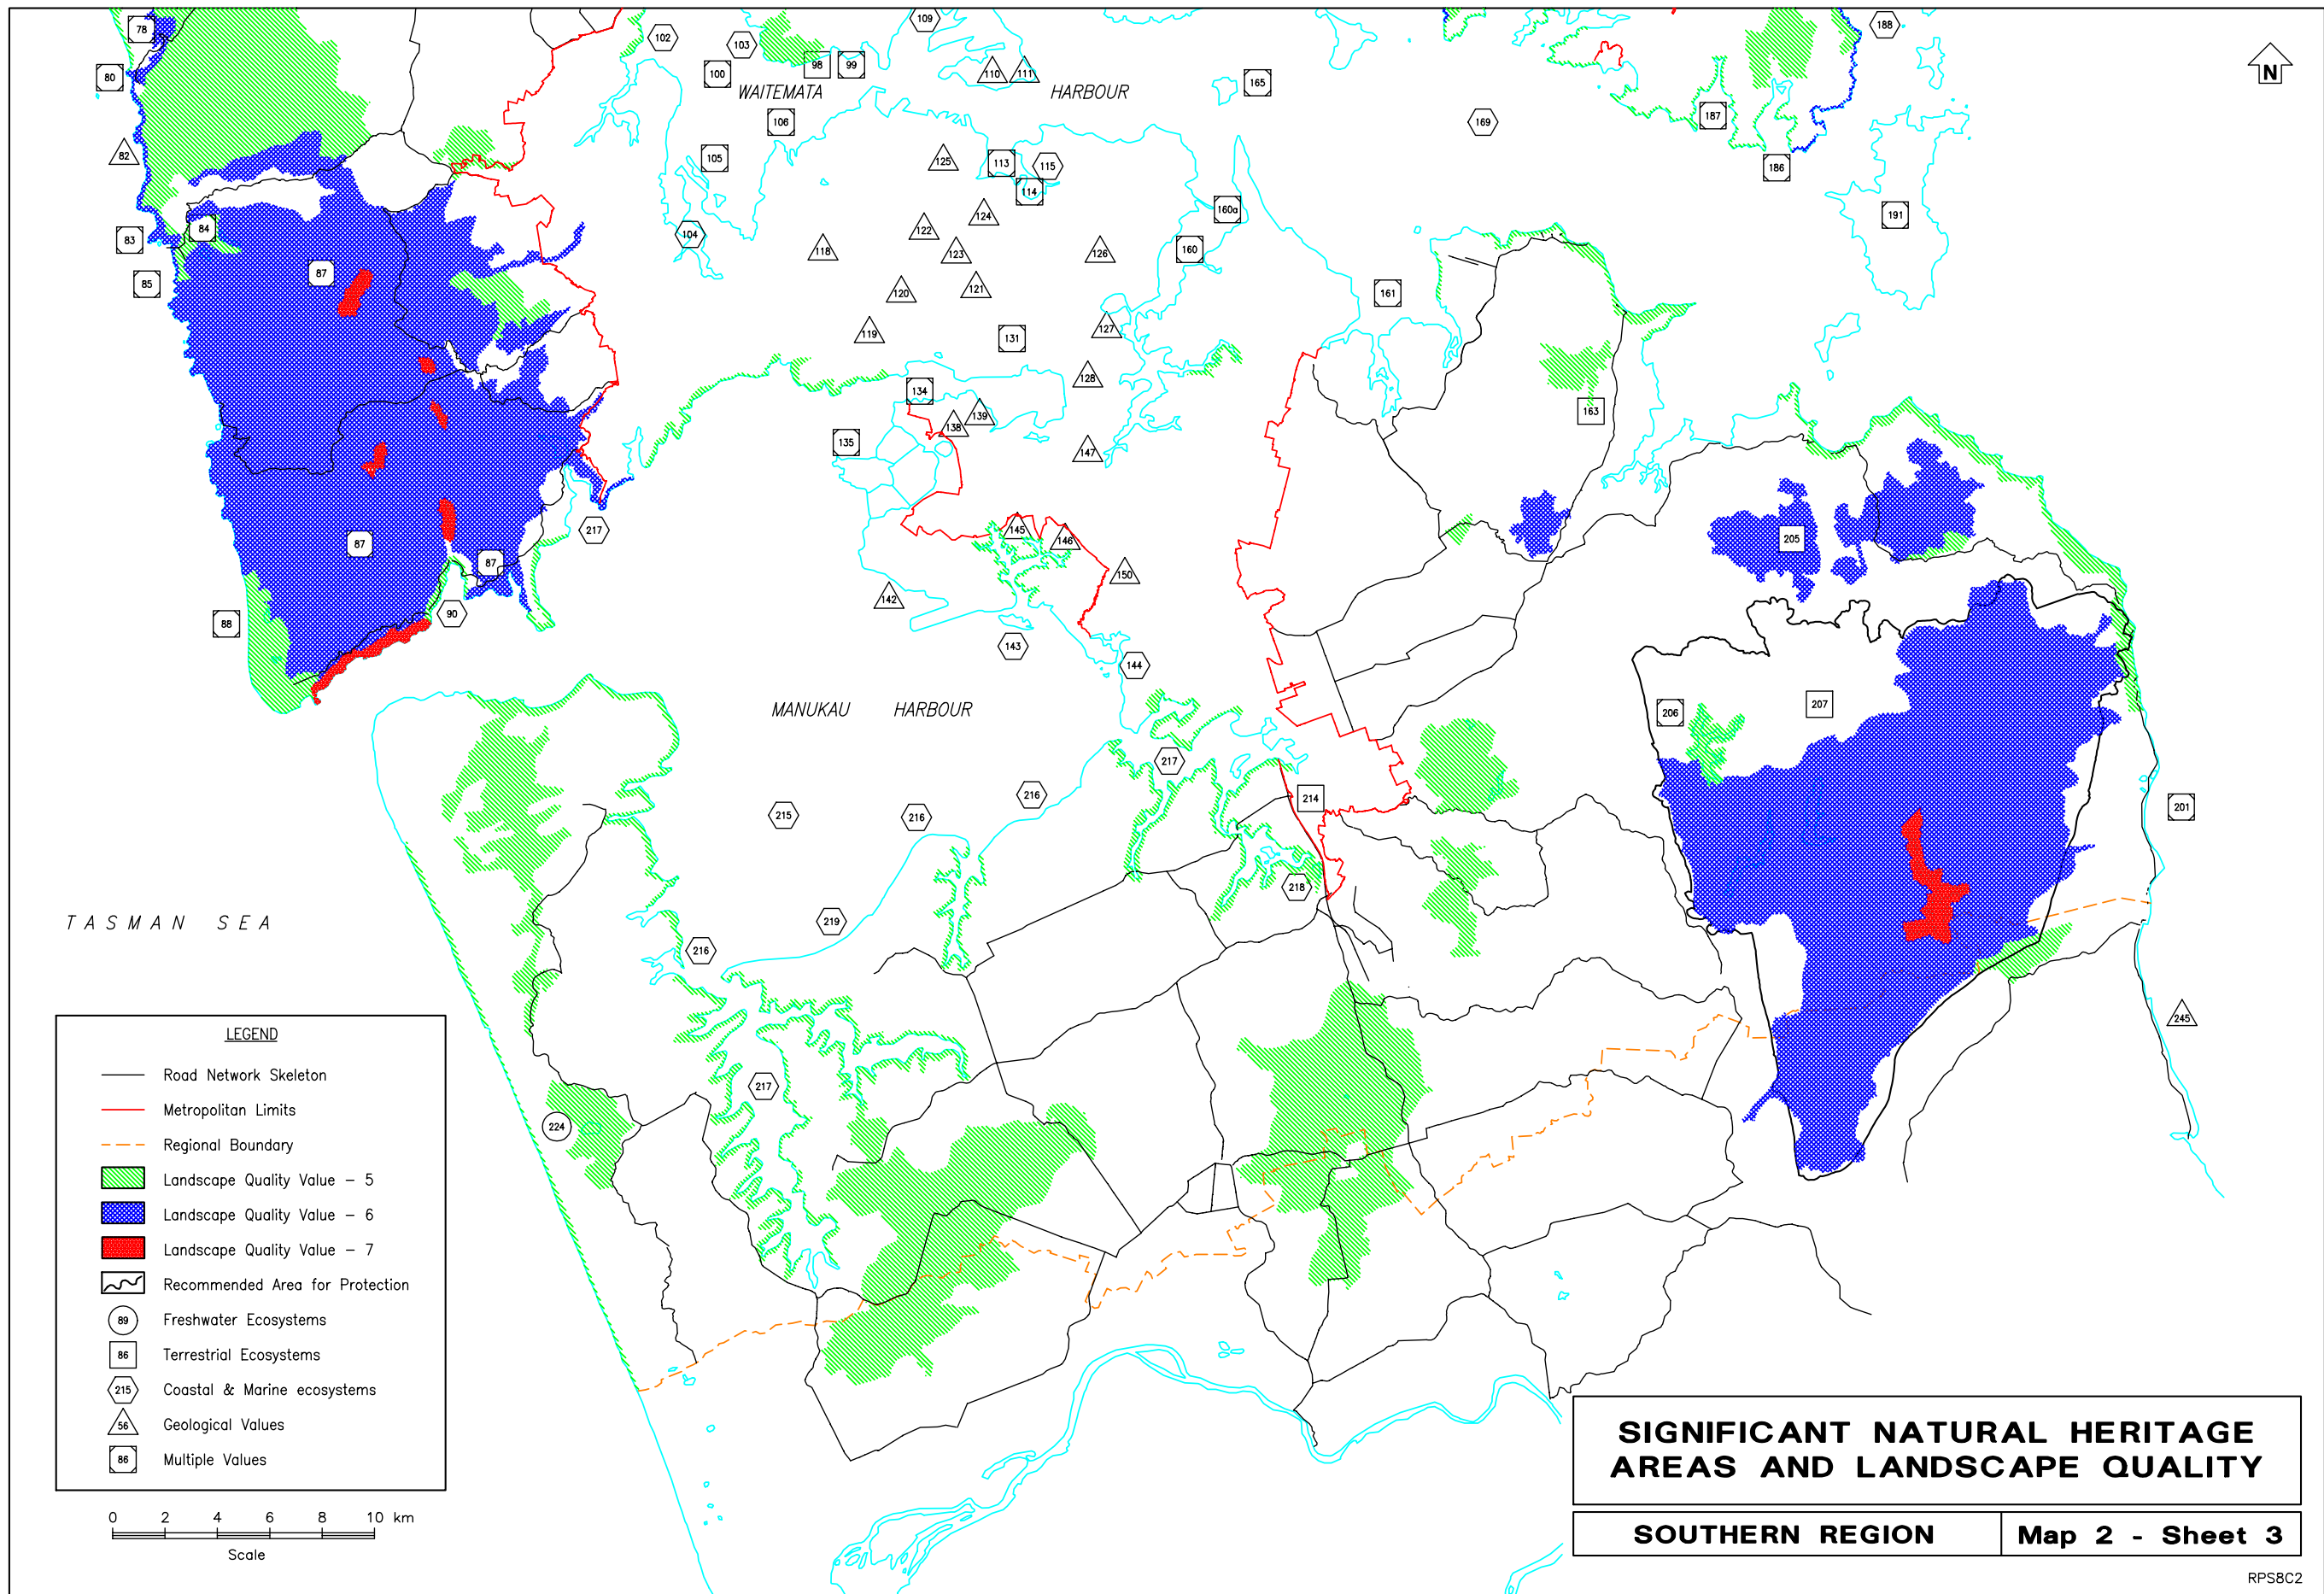 78
102
103
109
188
98
99
100
80
110
111
165
N
WAITEMATA HARBOUR
106
187
169
82
105
125
113
115
186
114
160a
191
84
124
104
122
83
118
123
126
160
87
85
120
121
161
119
127
131
128
134
163
139
138
135
147
217
145
205
87
146
87
150
142
90
88
143
144
MANUKAU HARBOUR
207
206
217
216
214
201
215
216
218
TASMAN SEA
219
216
245
217
224
LEGEND
Road Network Skeleton
Metropolitan Limits
Regional Boundary
Landscape Quality Value - 5
Landscape Quality Value - 6
Landscape Quality Value - 7
Recommended Area for Protection
89 Freshwater Ecosystems
86 Terrestrial Ecosystems
215 Coastal & Marine ecosystems
56 Geological Values
86 Multiple Values
0 2 4 6 8 10 km
Scale
SIGNIFICANT NATURAL HERITAGE
AREAS AND LANDSCAPE QUALITY
SOUTHERN REGION
Map 2 - Sheet 3
RPS8C2